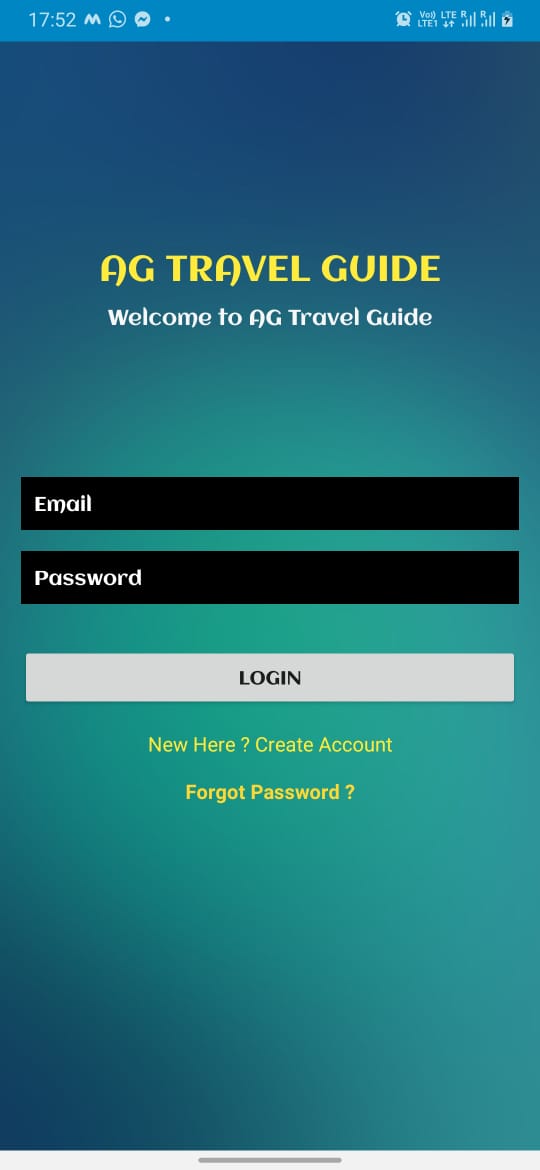 17:52
Vo) LTE R R
LTE1
AG TRAVEL GUIDE
Welcome to AG Travel Guide
Email
Password
LOGIN
New Here ? Create Account
Forgot Password ?